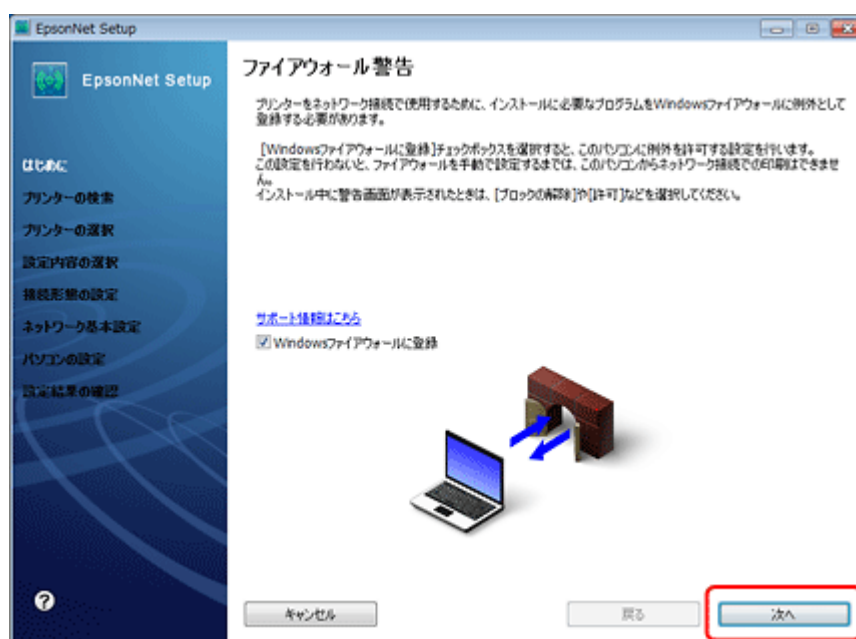 EpsonNet Setup
EpsonNet Setup
はじめに
プリンターの検索
プリンターの選択
設定内容の選択
接続形態の設定
ネットワーク基本設定
パソコンの設定
設定結果の確認
ファイアウォール警告
プリンターをネットワーク接続で使用するために、インストールに必要なプログラムをWindowsファイアウォールに例外として
登録する必要があります。
[Windowsファイアウォールに登録]チェックボックスを選択すると、このパソコンに例外を許可する設定を行います。
この設定を行わないと、ファイアウォールを手動で設定するまでは、このパソコンからネットワーク接続での印刷はできませ
ん。
インストール中に警告画面が表示されたときは、[ブロックの解除]や[許可]などを選択してください。
サポート情報はこちら
Windowsファイアウォールに登録
?
キャンセル
戻る
次へ